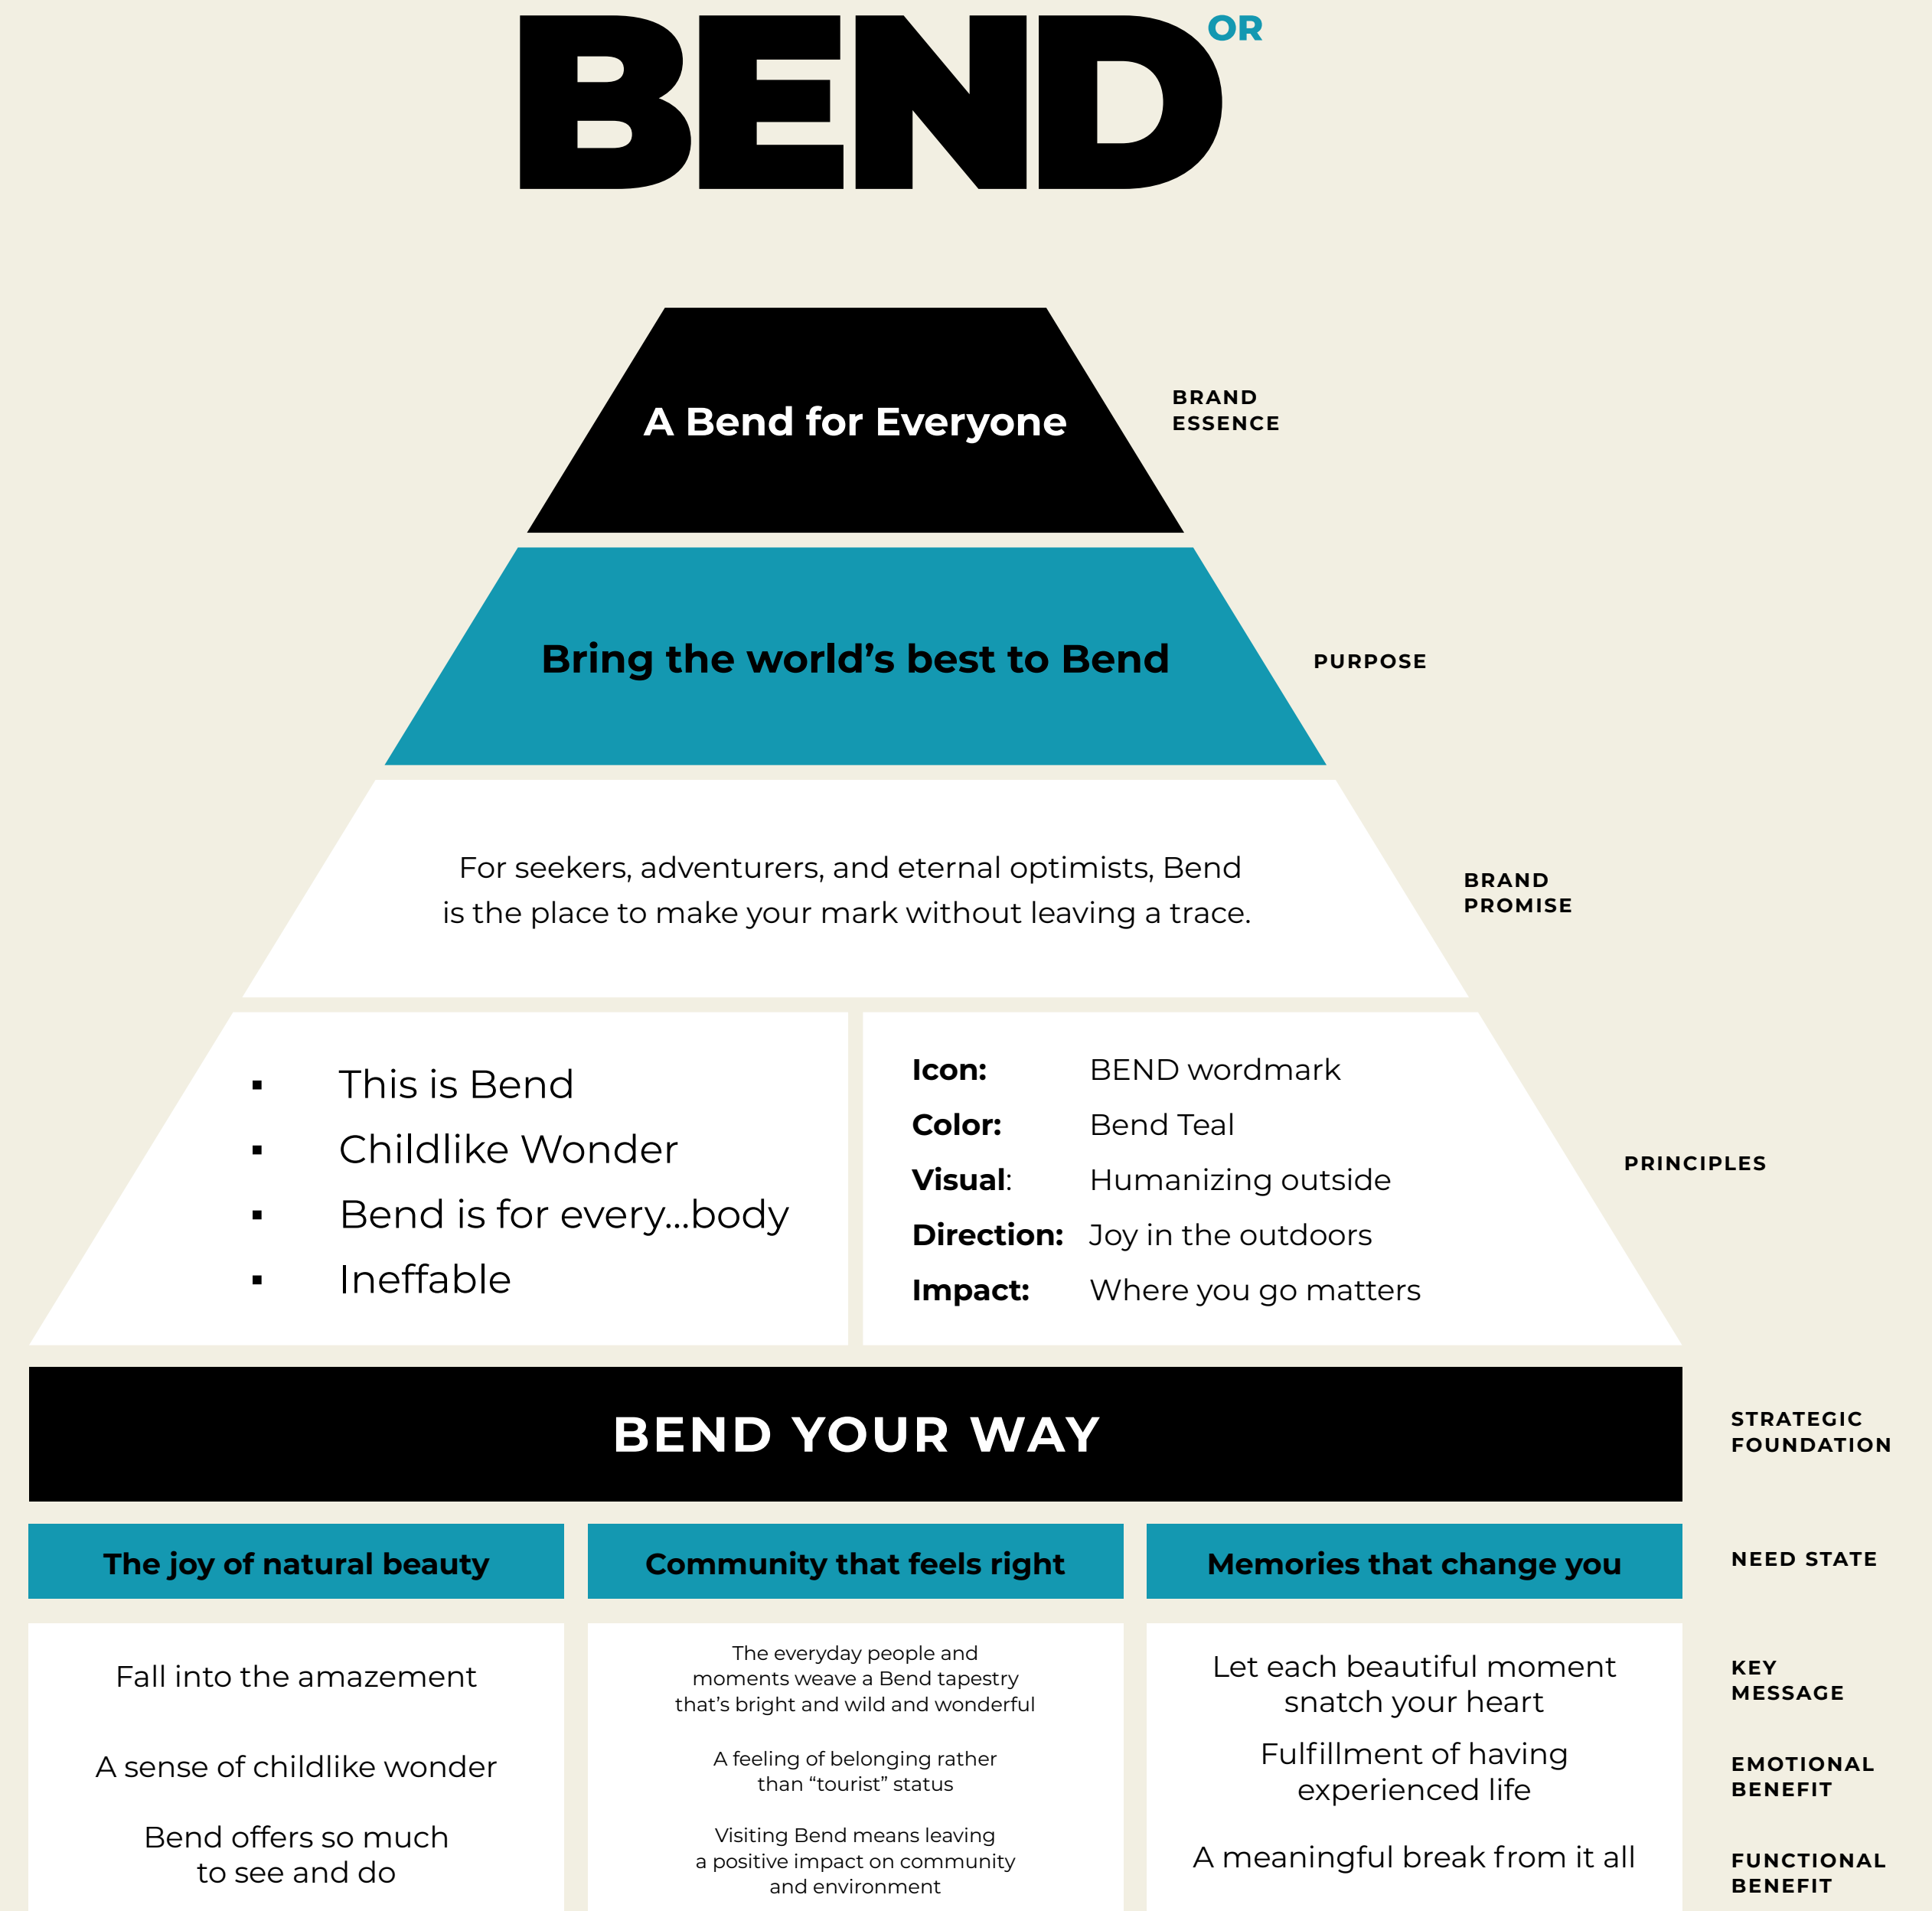 BEND OR
A Bend for Everyone
BRAND
ESSENCE
Bring the world’s best to Bend
PURPOSE
For seekers, adventurers, and eternal optimists, Bend
is the place to make your mark without leaving a trace.
BRAND
PROMISE
▪ This is Bend
▪ Childlike Wonder
▪ Bend is for every...body
▪ Ineffable
Icon: BEND wordmark
Color: Bend Teal
Visual: Humanizing outside
Direction: Joy in the outdoors
Impact: Where you go matters
PRINCIPLES
BEND YOUR WAY
STRATEGIC
FOUNDATION
The joy of natural beauty
Community that feels right
Memories that change you
NEED STATE
Fall into the amazement
The everyday people and
moments weave a Bend tapestry
that’s bright and wild and wonderful
Let each beautiful moment
snatch your heart
KEY
MESSAGE
A sense of childlike wonder
A feeling of belonging rather
than “tourist” status
Fulfillment of having
experienced life
EMOTIONAL
BENEFIT
Bend offers so much
to see and do
Visiting Bend means leaving
a positive impact on community
and environment
A meaningful break from it all
FUNCTIONAL
BENEFIT